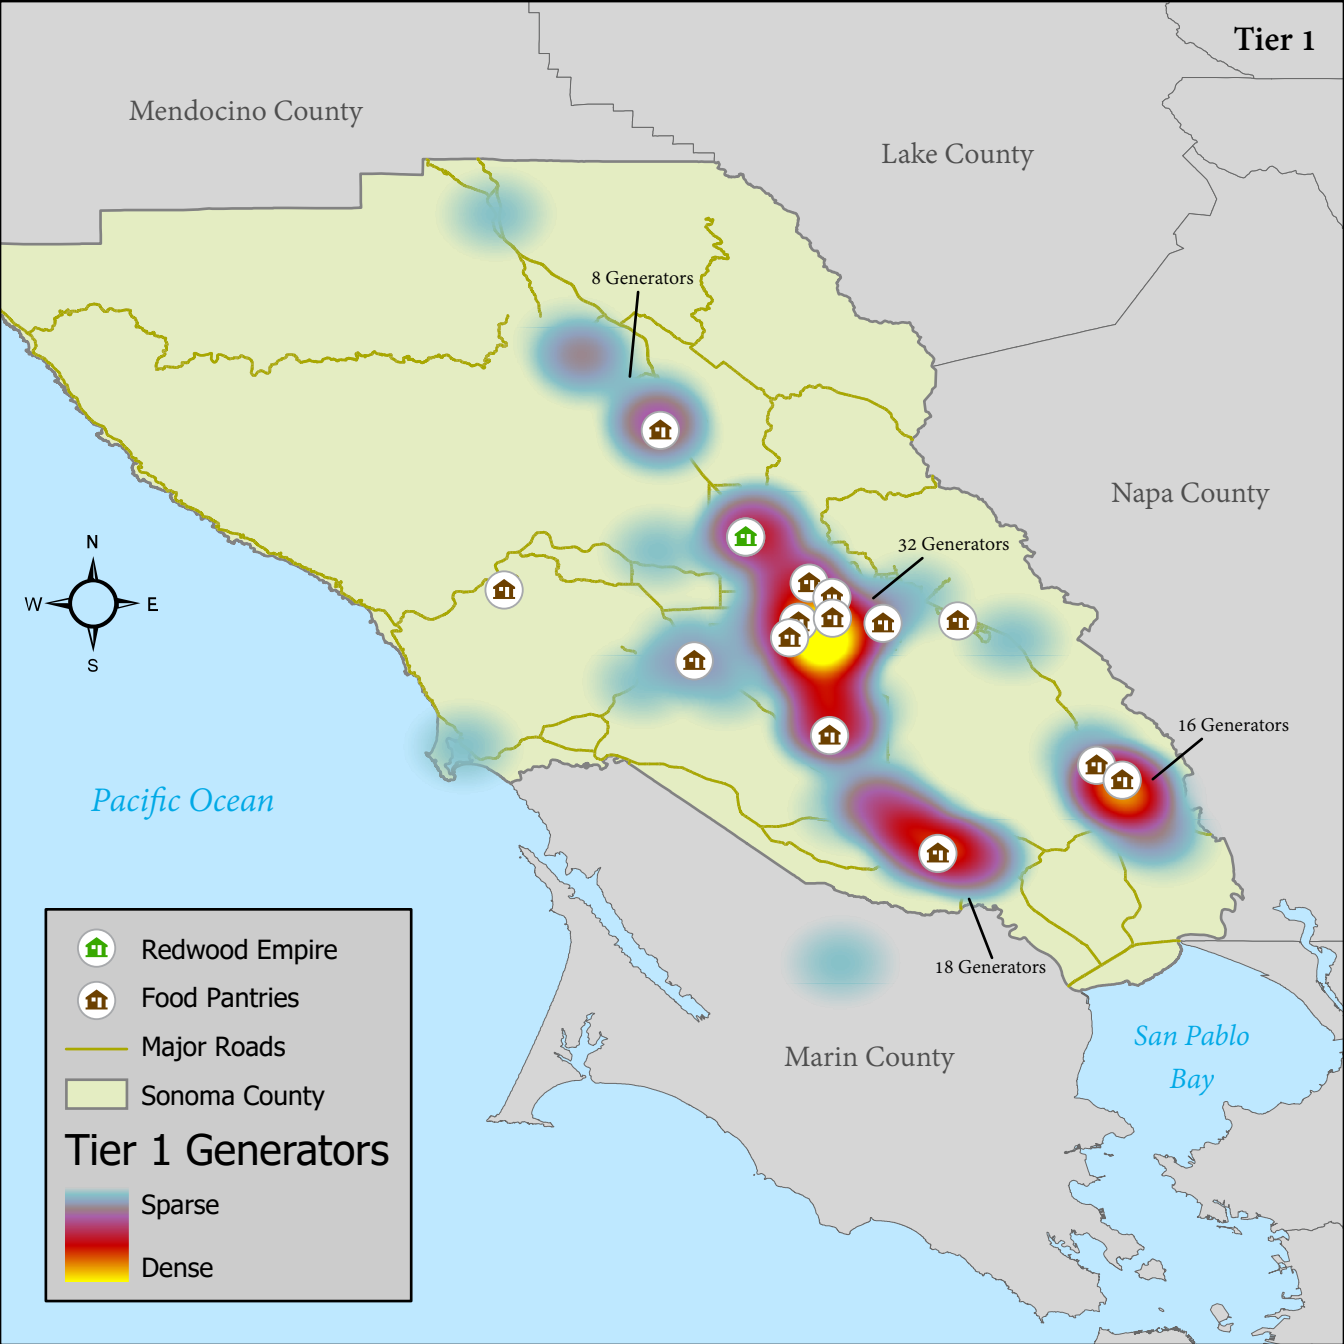 Tier 1
Mendocino County
Lake County
8 Generators
Napa County
N
W
E
S
32 Generators
16 Generators
Pacific Ocean
18 Generators
Marin County
San Pablo
Bay
Redwood Empire
Food Pantries
Major Roads
Sonoma County
Tier 1 Generators
Sparse
Dense